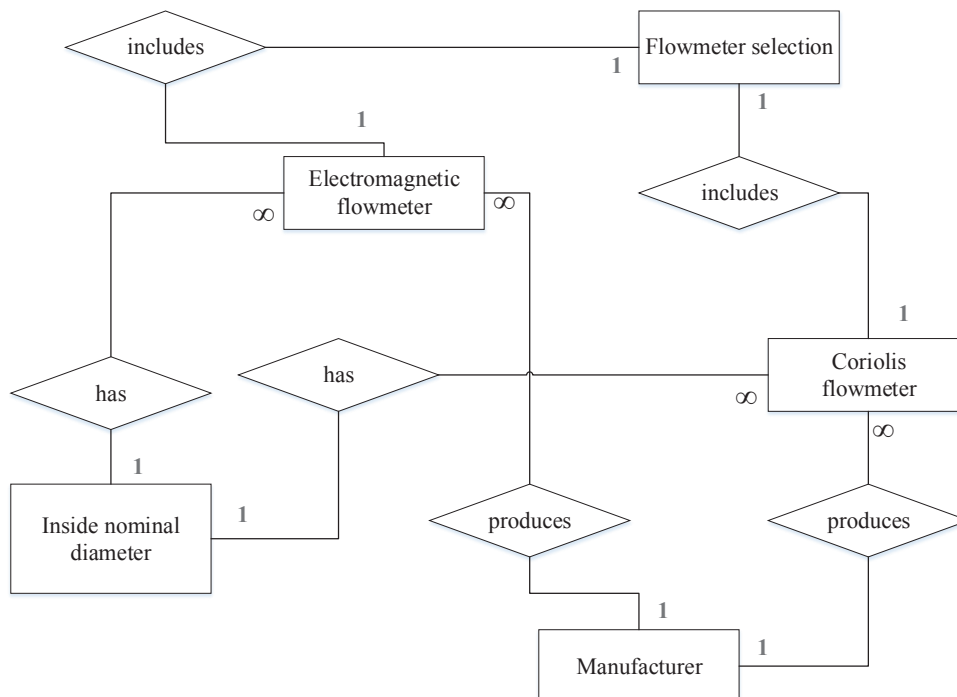 includes
Flowmeter selection
1
1
1
Electromagnetic
flowmeter
includes
∞
∞
1
has
has
Coriolis
flowmeter
∞
∞
1
Inside nominal
diameter
1
produces
produces
1
Manufacturer
1